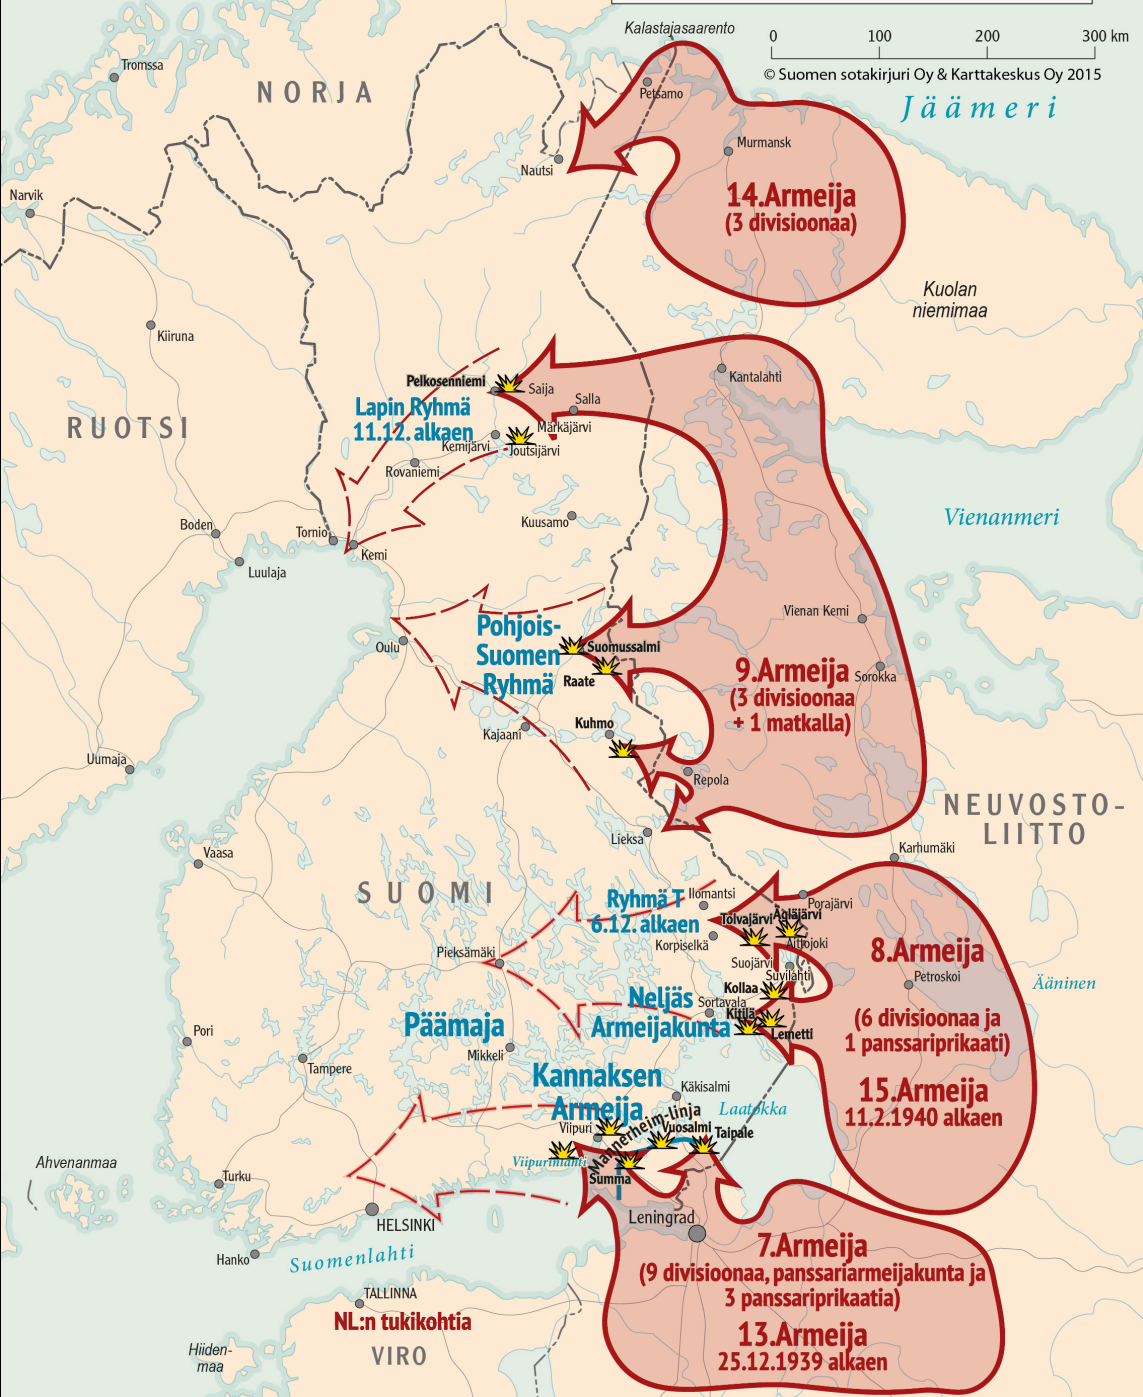 Kalastajasaarento
0 100 200 300 km
© Suomen sotakirjuri Oy & Karttakeskus Oy 2015
Tromssa
NORJA
Petsamo
Jäämeri
Murmansk
Nautsi
Narvik
14.Armeija
(3 divisioonaa)
Kuolan
niemimaa
Kiiruna
Kantalahti
Pelkosenniemi
Saija
Salla
Lapin Ryhmä
11.12. alkaen
Märkäjärvi
Kemijärvi
Joutsijärvi
RUOTSI
Rovaniemi
Kuusamo
Vienanmeri
Boden
Tornio
Kemi
Luulaja
Vienan Kemi
Pohjois-
Suomen
Ryhmä
Suomussalmi
Oulu
Raate
9.Armeija
(3 divisioonaa
+ 1 matkalla)
Sorokka
Kuhmo
Kajaani
Uumaja
Repola
NEUVOSTO-
LIITTO
Lieksa
Karhumäki
Vaasa
SUOMI
Ryhmä T
6.12. alkaen
Ilomantsi
Porajärvi
Tolvajärvi
Ägläjärvi
Korpiselkä
Aittojoki
8.Armeija
Pieksämäki
Suojärvi
Suvilahti
Petroskoi
Kollaa
Ääninen
Neljäs
Armeijakunta
Sortavala
Kitilä
Lemetti
(6 divisioonaa ja
1 panssariprikaati)
Päämaja
Pori
Mikkeli
Tampere
Kannaksen
Armeija
Käkisalmi
15.Armeija
11.2.1940 alkaen
Laatokka
Mannerheim-linja
Viipuri
Vuosalmi
Taipale
Viipurinlahti
Summa
Ahvenanmaa
Turku
HELSINKI
Leningrad
Hanko
Suomenlahti
7.Armeija
(9 divisioonaa, panssariarmeijakunta ja
3 panssariprikaatia)
TALLINNA
NL:n tukikohtia
13.Armeija
25.12.1939 alkaen
Hiiden-
maa
VIRO